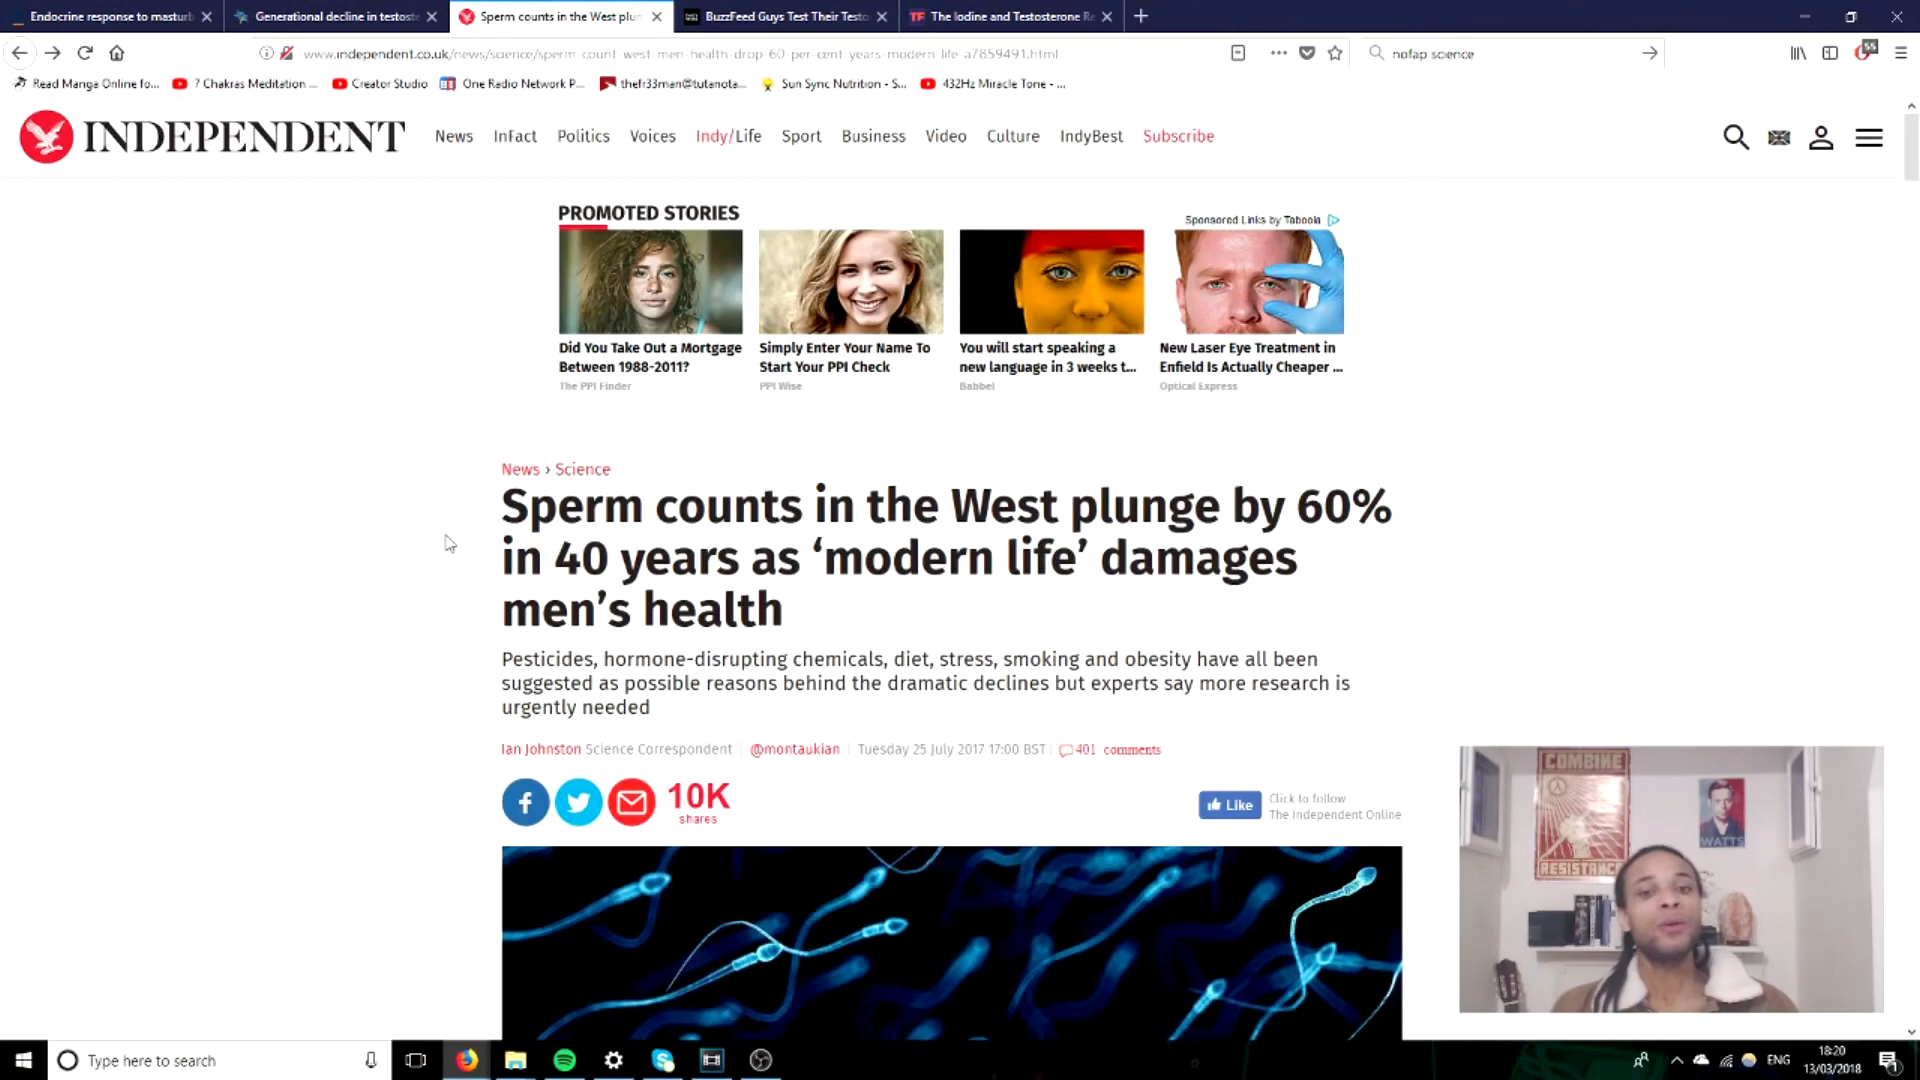 Endocrine response to masturb
Generational decline in testoste
Sperm counts in the West plun
BuzzFeed Guys Test Their Testo
TF The Iodine and Testosterone Re
www.independent.co.uk/news/science/sperm-count-west-men-health-drop-60-per-cent-years-modern-life-a7859491.html
nofap science
Read Manga Online fo...
7 Chakras Meditation ...
Creator Studio
One Radio Network P...
thefr33man@tutanota...
Sun Sync Nutrition - S...
432Hz Miracle Tone - ...
INDEPENDENT
News InFact Politics Voices Indy/Life Sport Business Video Culture IndyBest Subscribe
PROMOTED STORIES
Sponsored Links by Taboola
Did You Take Out a Mortgage
Between 1988-2011?
The PPI Finder
Simply Enter Your Name To
Start Your PPI Check
PPI Wise
You will start speaking a
new language in 3 weeks t...
Babbel
New Laser Eye Treatment in
Enfield Is Actually Cheaper ...
Optical Express
News › Science
Sperm counts in the West plunge by 60%
in 40 years as ‘modern life’ damages
men’s health
Pesticides, hormone-disrupting chemicals, diet, stress, smoking and obesity have all been
suggested as possible reasons behind the dramatic declines but experts say more research is
urgently needed
Ian Johnston Science Correspondent @montaukian Tuesday 25 July 2017 17:00 BST 401 comments
10K
shares
Like
Click to follow
The Independent Online
COMBINE
RESISTANCE
WATTS
Type here to search
ENG
18:20
13/03/2018